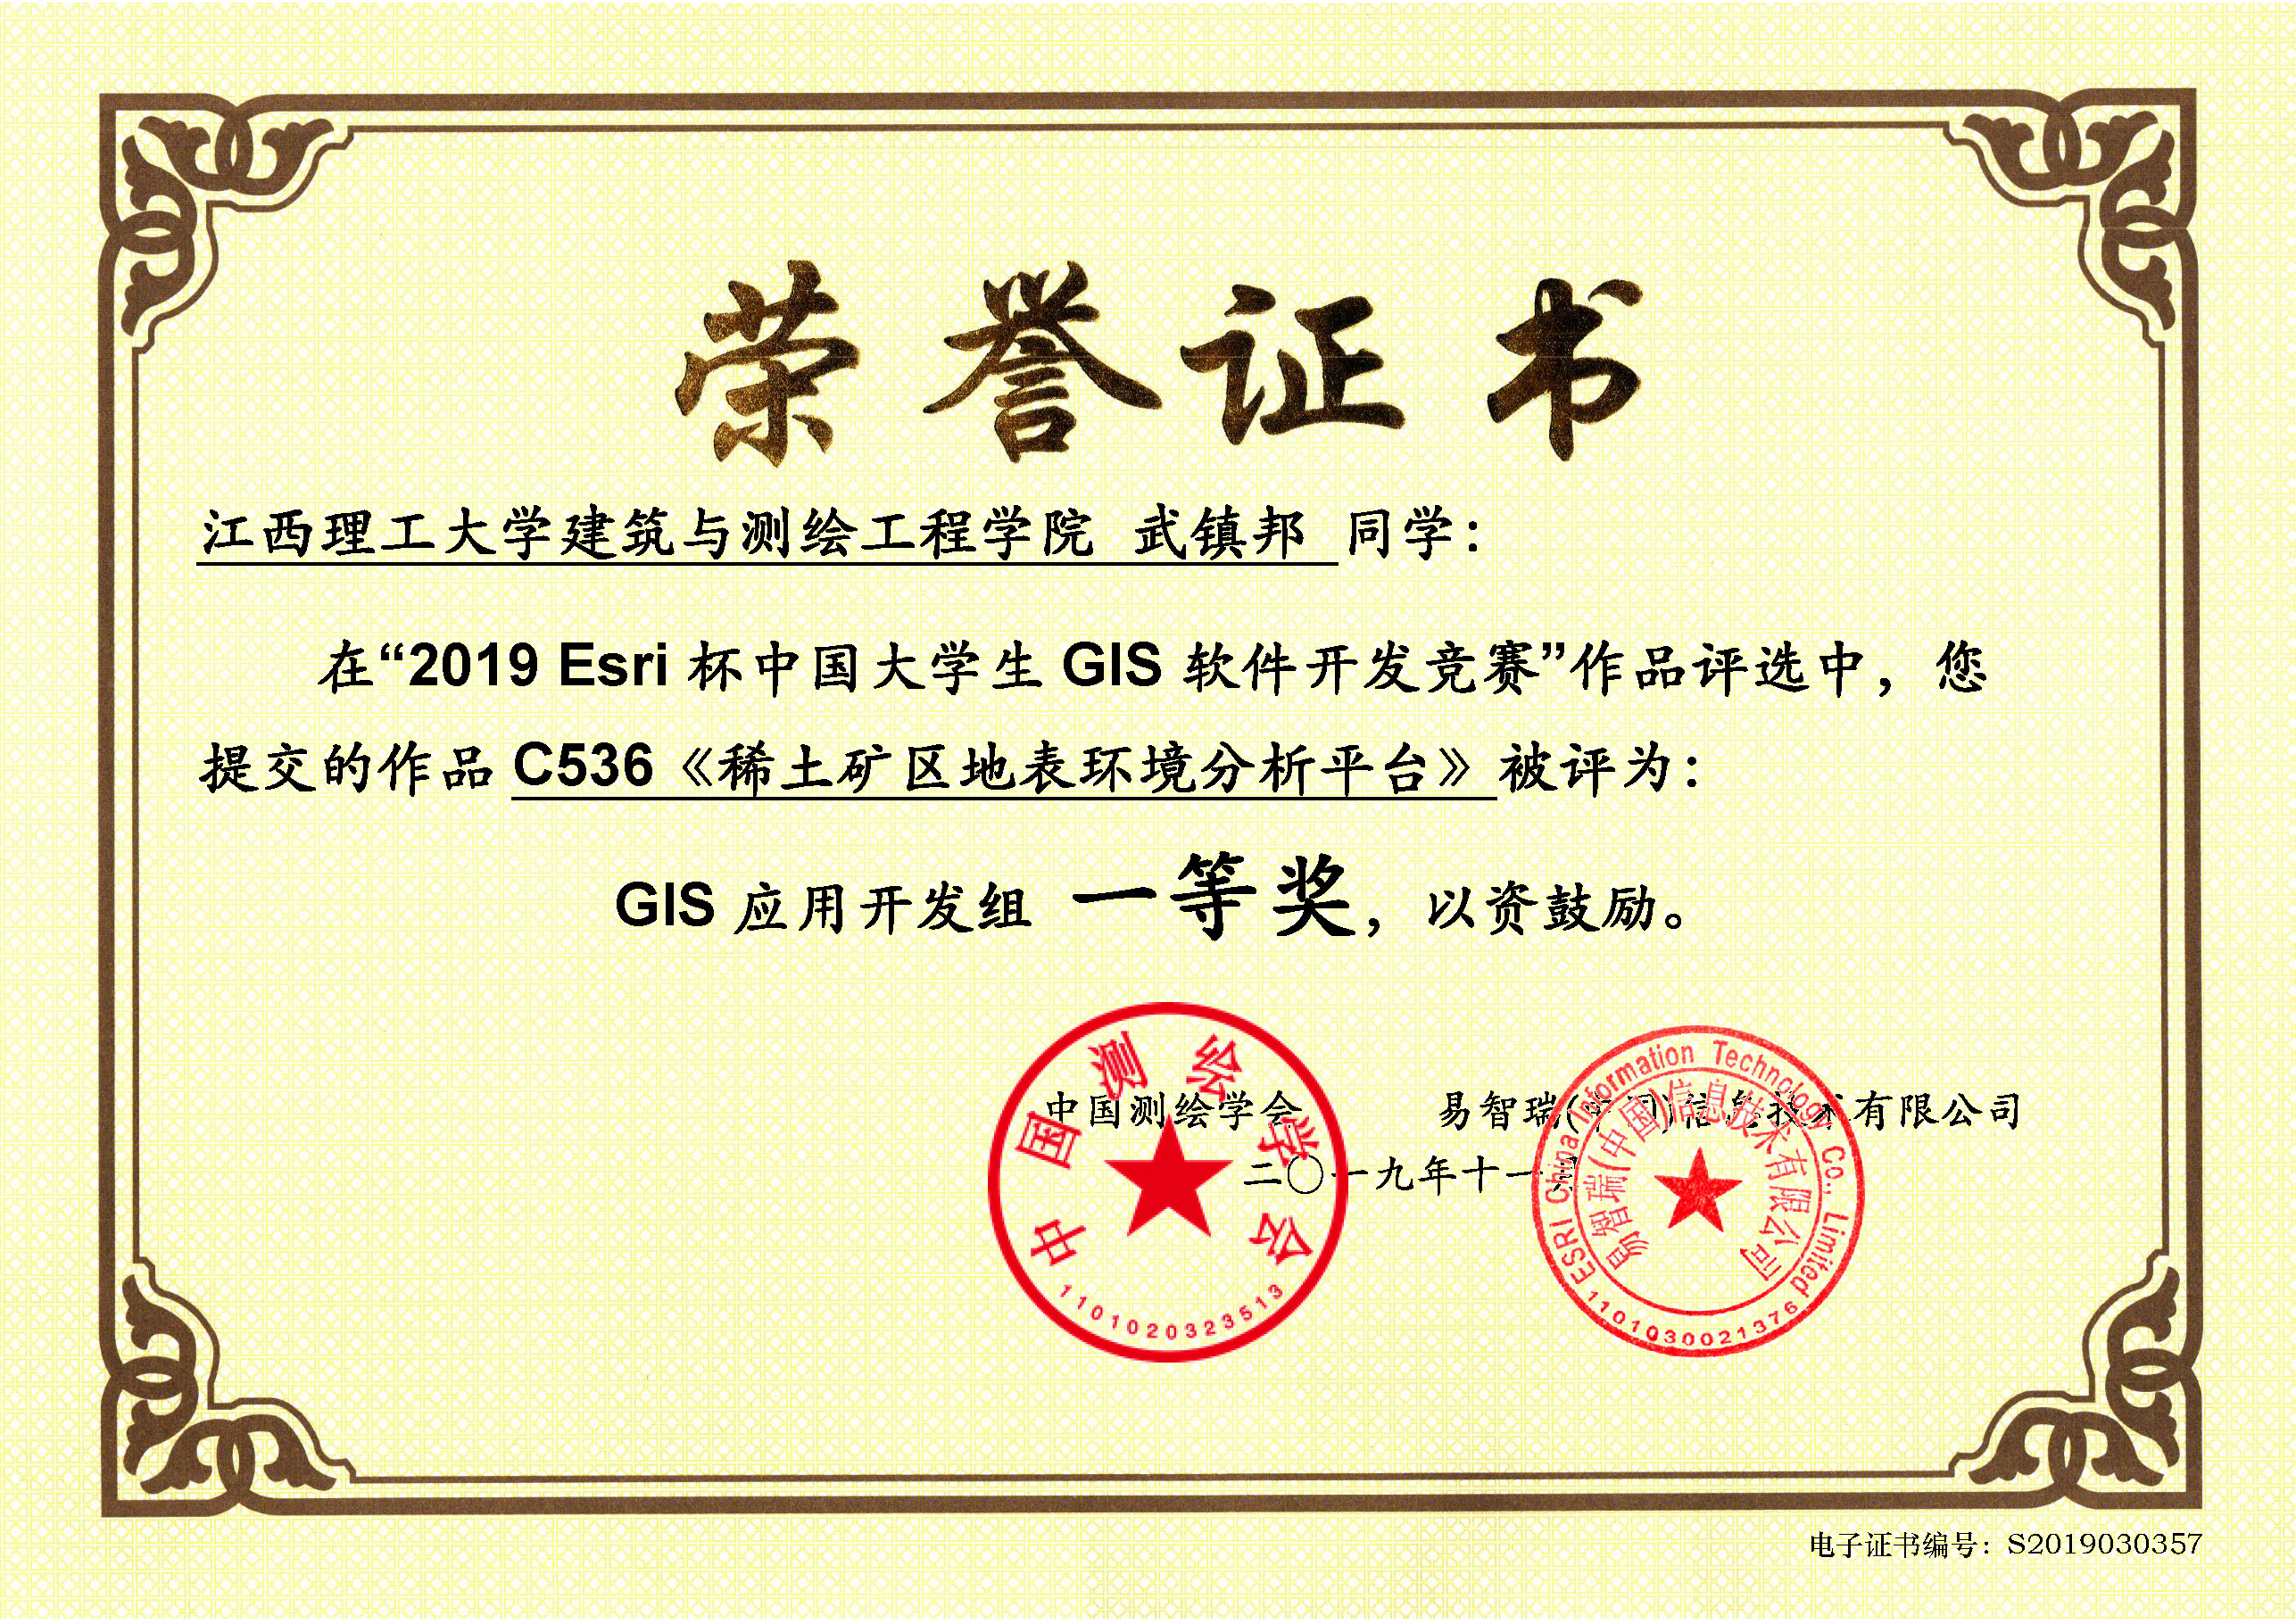 荣誉证书
江西理工大学建筑与测绘工程学院 武镇邦 同学：
在“2019 Esri 杯中国大学生 GIS 软件开发竞赛”作品评选中，您
提交的作品 C536《稀土矿区地表环境分析平台》被评为：
GIS 应用开发组 一等奖，以资鼓励。
中国测绘学会 易智瑞(中国)信息技术有限公司
二〇一九年十一月
中国测绘学会
1101020323513
ESRI China Information Technology Co., Limited
易智瑞(中国)信息技术有限公司
1101030021376
电子证书编号：S2019030357